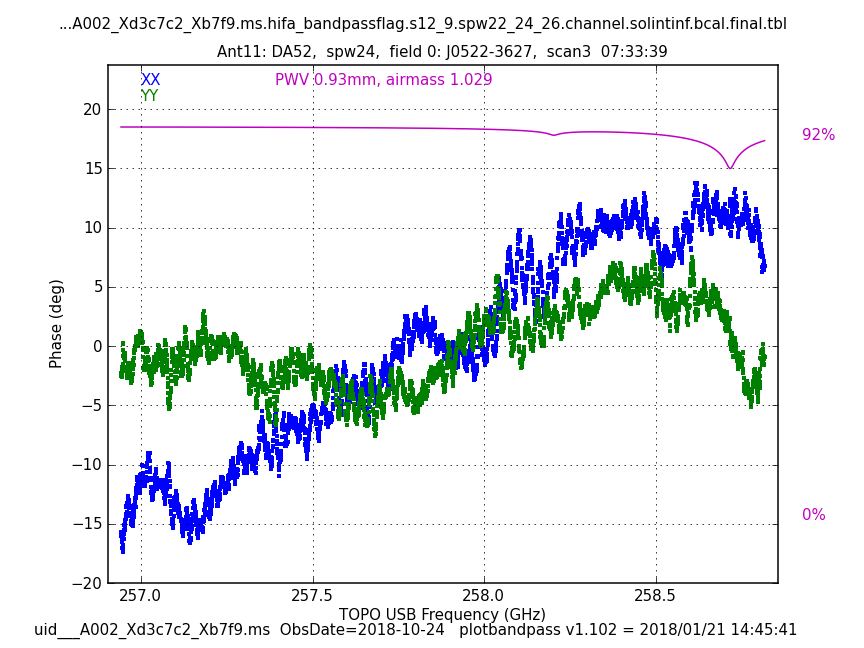 ...A002_Xd3c7c2_Xb7f9.ms.hifa_bandpassflag.s12_9.spw22_24_26.channel.solintinf.bcal.final.tbl
Ant11: DA52,  spw24,  field 0: J0522-3627,  scan3  07:33:39
XX
PWV 0.93mm, airmass 1.029
YY
20
92%
15
10
5
Phase (deg)
0
−5
−10
−15
0%
−20
257.0
257.5
258.0
258.5
TOPO USB Frequency (GHz)
uid___A002_Xd3c7c2_Xb7f9.ms  ObsDate=2018-10-24   plotbandpass v1.102 = 2018/01/21 14:45:41